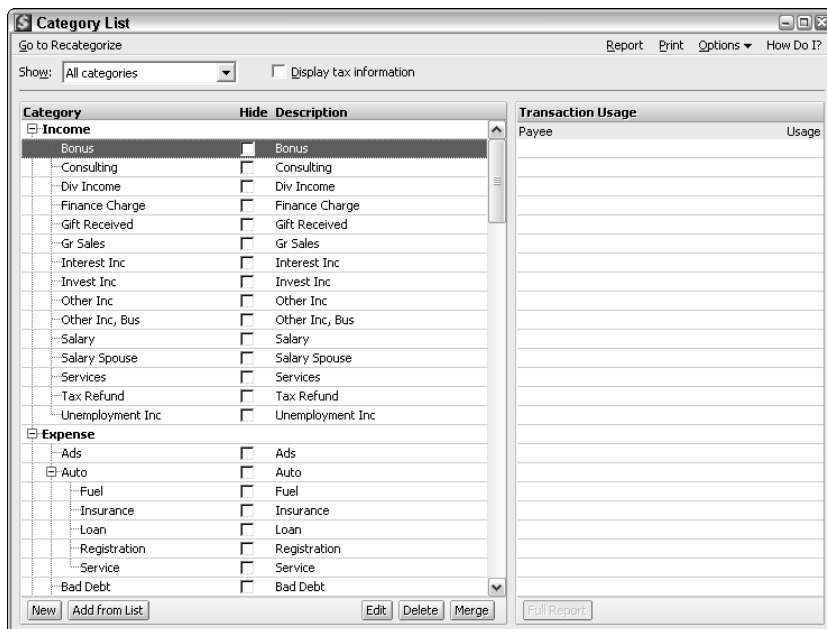 Category List
Go to Recategorize Report Print Options How Do I?
Show: All categories Display tax information
Category Hide Description Transaction Usage
Income Payee Usage
Bonus Bonus
Consulting Consulting
Div Income Div Income
Finance Charge Finance Charge
Gift Received Gift Received
Gr Sales Gr Sales
Interest Inc Interest Inc
Invest Inc Invest Inc
Other Inc Other Inc
Other Inc, Bus Other Inc, Bus
Salary Salary
Salary Spouse Salary Spouse
Services Services
Tax Refund Tax Refund
Unemployment Inc Unemployment Inc
Expense
Ads Ads
Auto Auto
Fuel Fuel
Insurance Insurance
Loan Loan
Registration Registration
Service Service
Bad Debt Bad Debt
New Add from List Edit Delete Merge Full Report